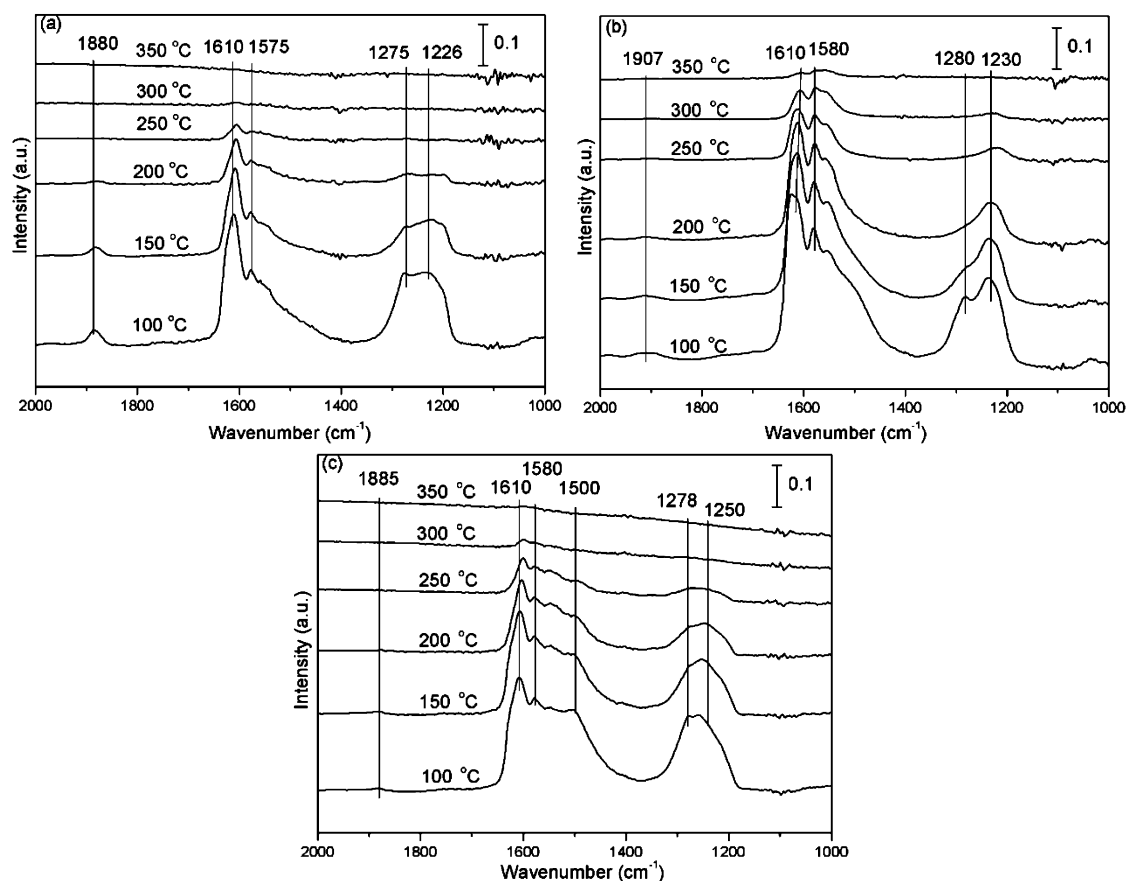 (a)
1880
350 °C
1610
1575
1275
1226
0.1
300 °C
250 °C
200 °C
150 °C
100 °C
Intensity (a.u.)
2000 1800 1600 1400 1200 1000
Wavenumber (cm⁻¹)
(b)
1907
350 °C
1610
1580
1280
1230
0.1
300 °C
250 °C
200 °C
150 °C
100 °C
Intensity (a.u.)
2000 1800 1600 1400 1200 1000
Wavenumber (cm⁻¹)
(c)
1885
350 °C
1610
1580
1500
1278
1250
0.1
300 °C
250 °C
200 °C
150 °C
100 °C
Intensity (a.u.)
2000 1800 1600 1400 1200 1000
Wavenumber (cm⁻¹)